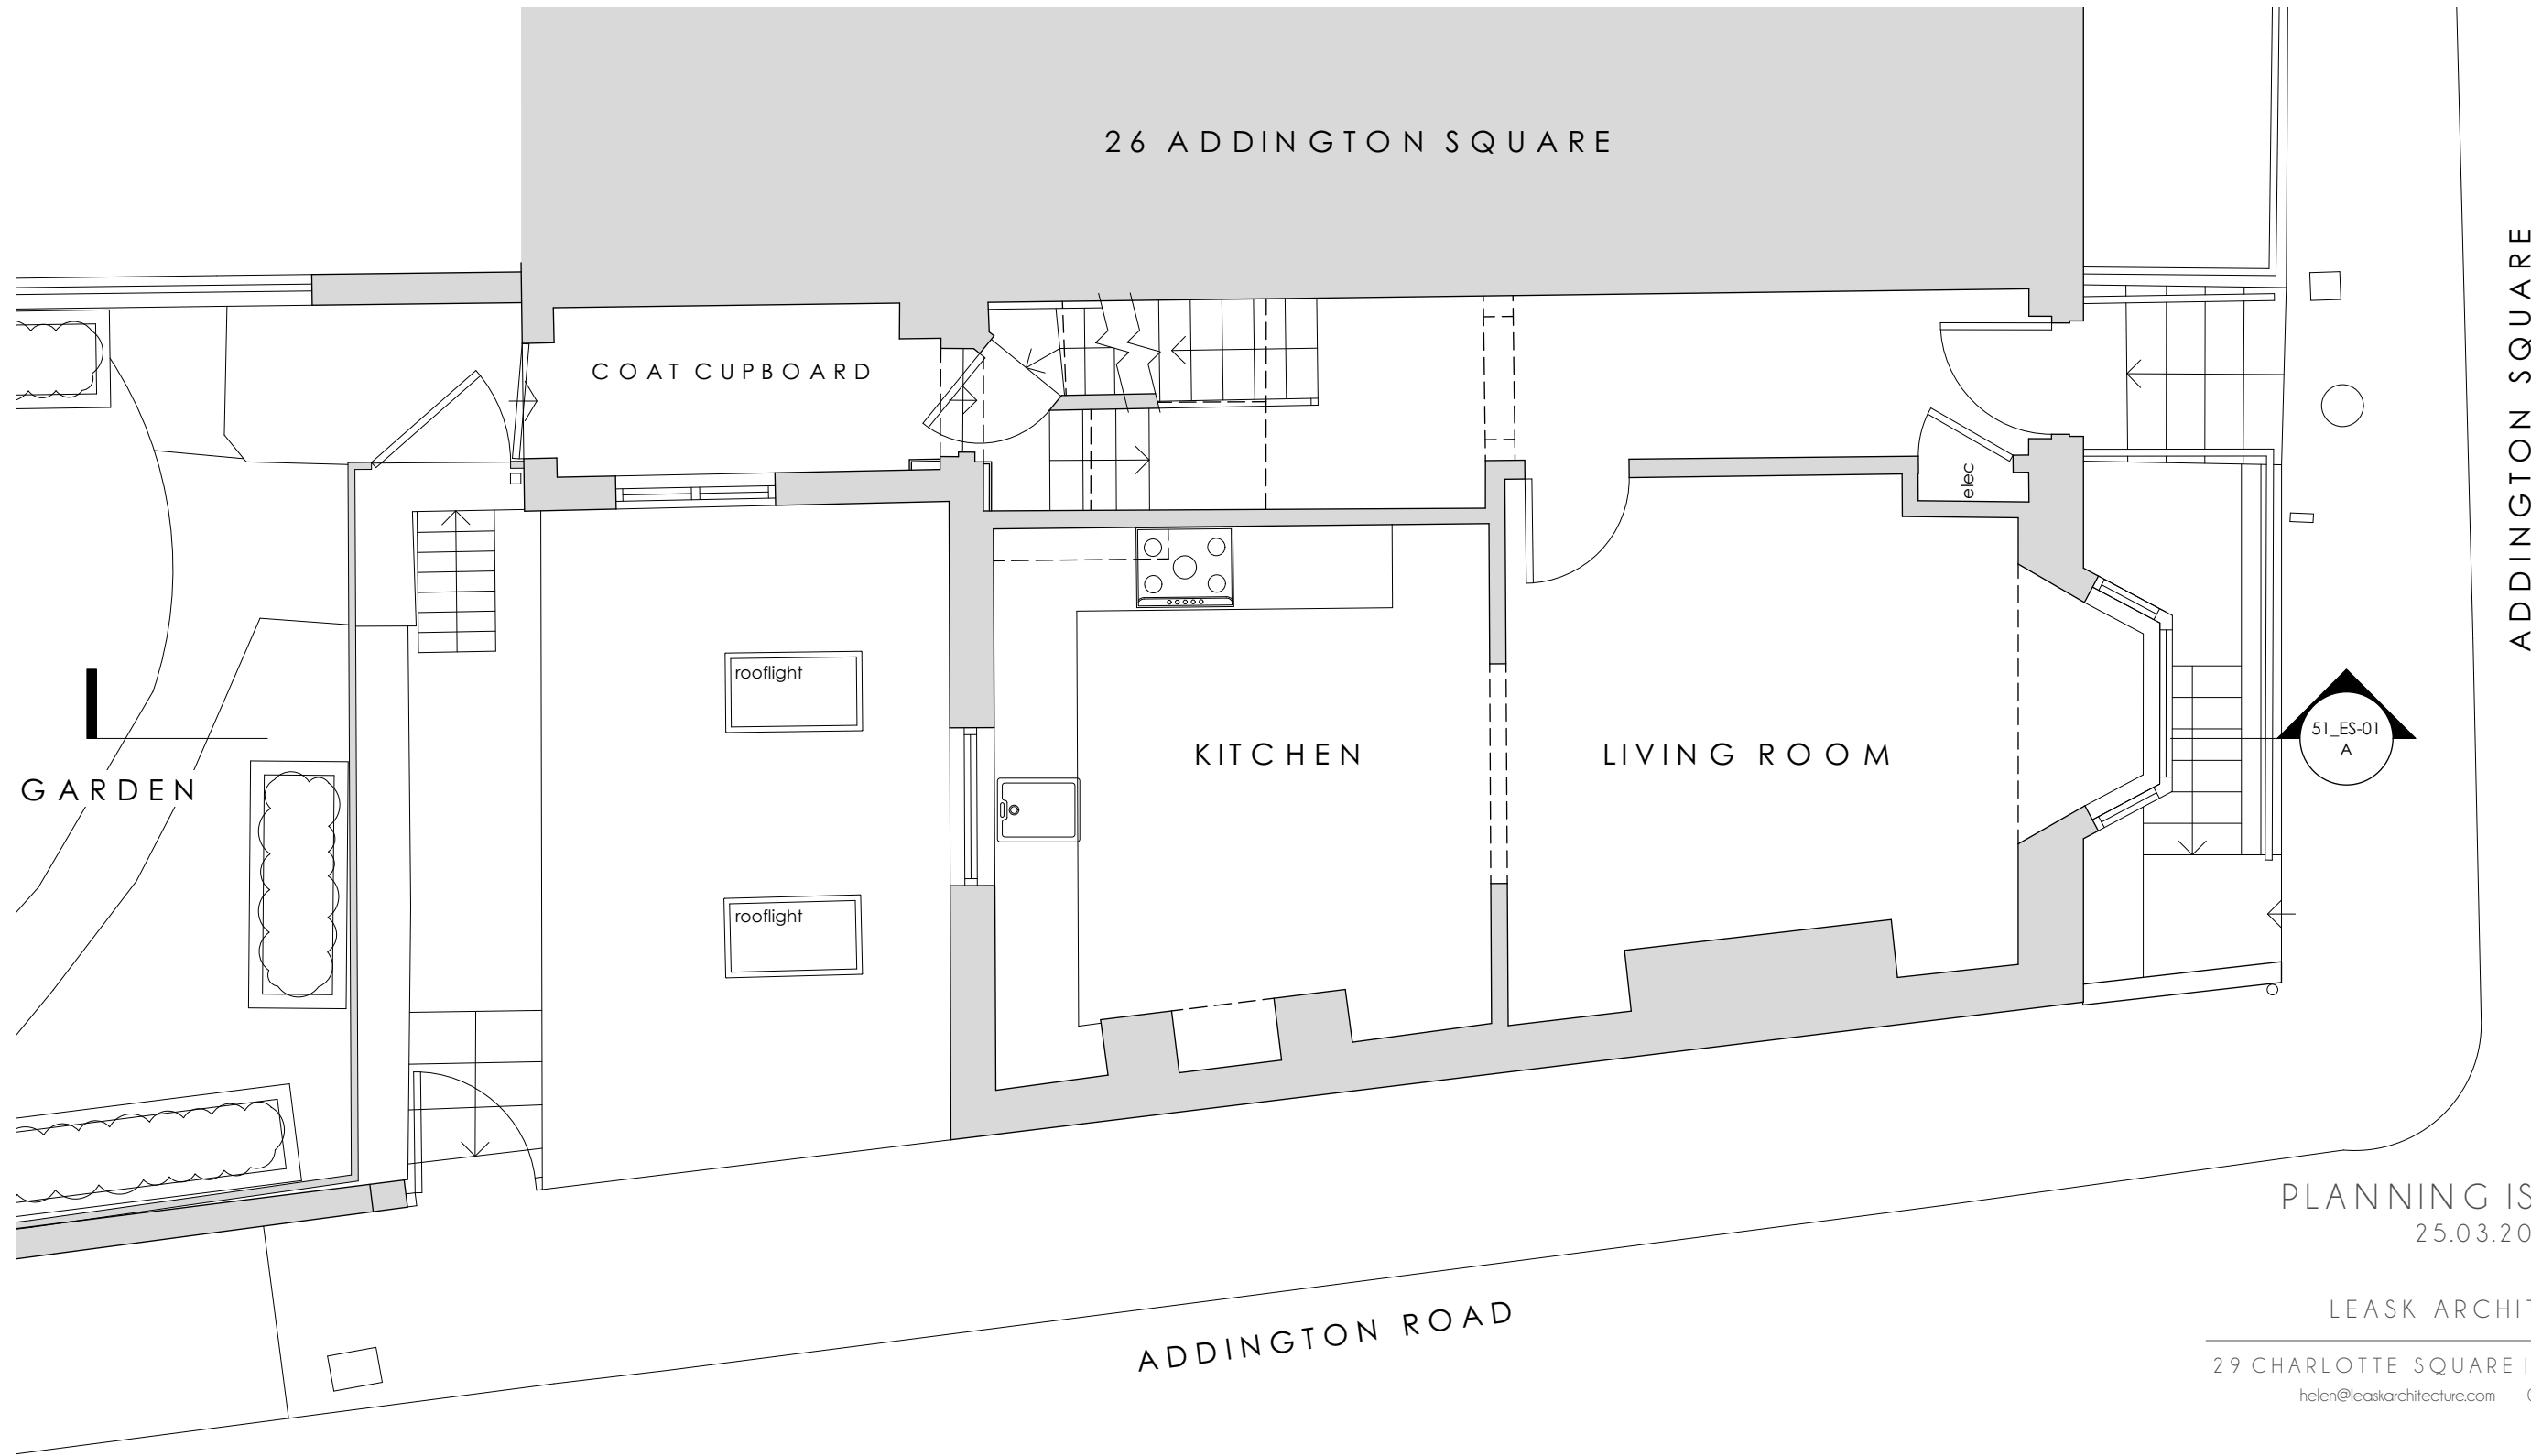 26 ADDINGTON SQUARE
ADDINGTON SQUARE
COAT CUPBOARD
elec
rooflight
KITCHEN
LIVING ROOM
51_ES-01
A
GARDEN
rooflight
PLANNING IS
25.03.20
ADDINGTON ROAD
LEASK ARCHIT
29 CHARLOTTE SQUARE |
helen@leaskarchitecture.com